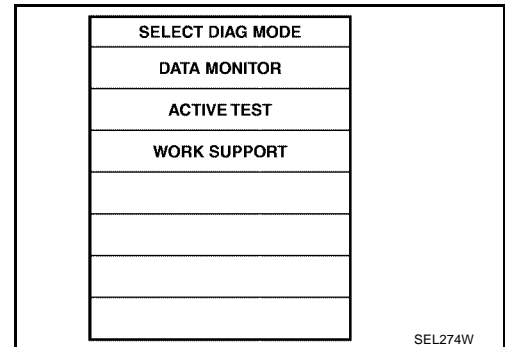 SELECT DIAG MODE
DATA MONITOR
ACTIVE TEST
WORK SUPPORT
SEL274W